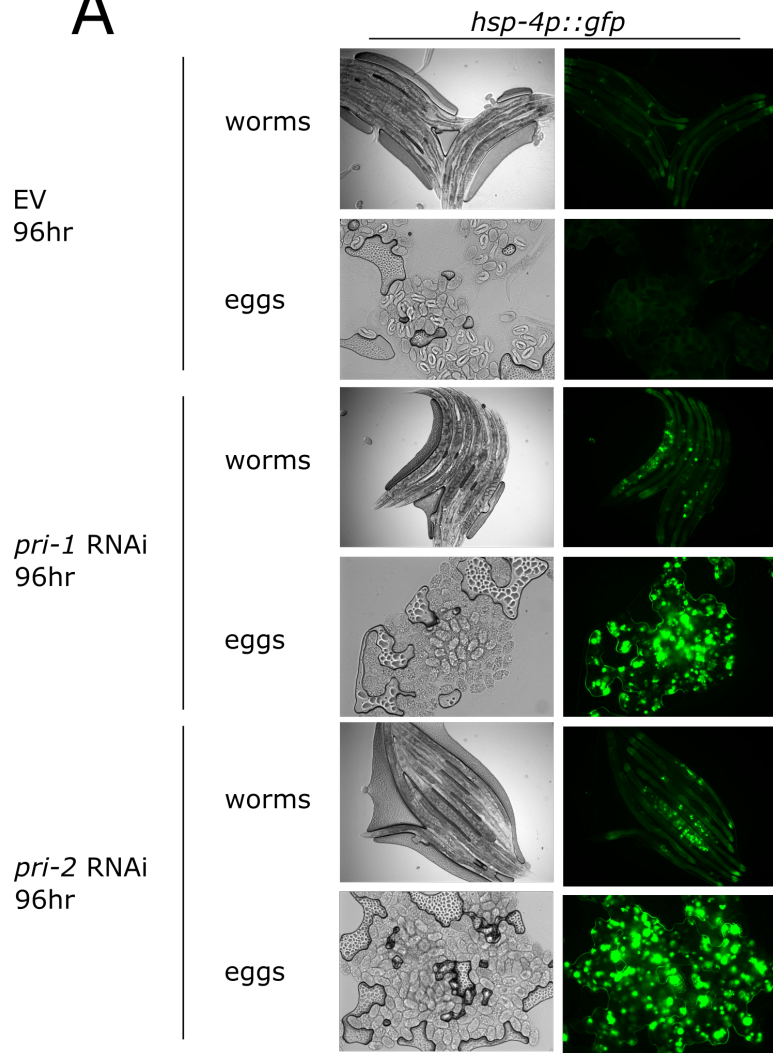 A
hsp-4p::gfp
EV
96hr
worms
eggs
pri-1 RNAi
96hr
worms
eggs
pri-2 RNAi
96hr
worms
eggs